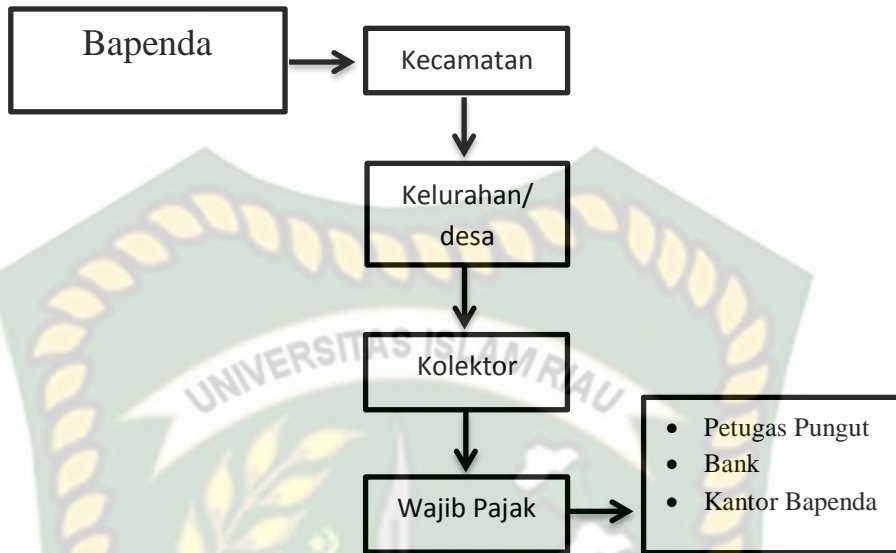 Bapenda
Kecamatan
Kelurahan/
desa
UNIVERSITAS ISLAM RIAU
Kolektor
Wajib Pajak
• Petugas Pungut
• Bank
• Kantor Bapenda